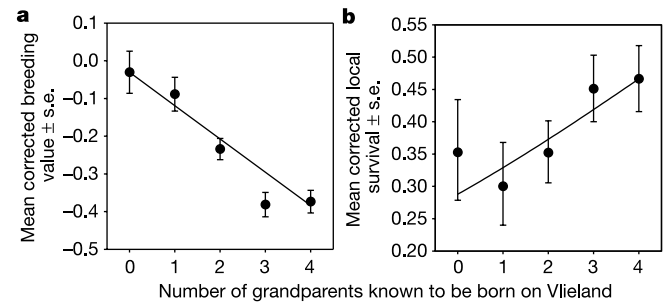 a
Mean corrected breeding
value ± s.e.
0.1
0.0
–0.1
–0.2
–0.3
–0.4
–0.5
0 1 2 3 4
b
Mean corrected local
survival ± s.e.
0.55
0.50
0.45
0.40
0.35
0.30
0.25
0.20
0 1 2 3 4
Number of grandparents known to be born on Vlieland